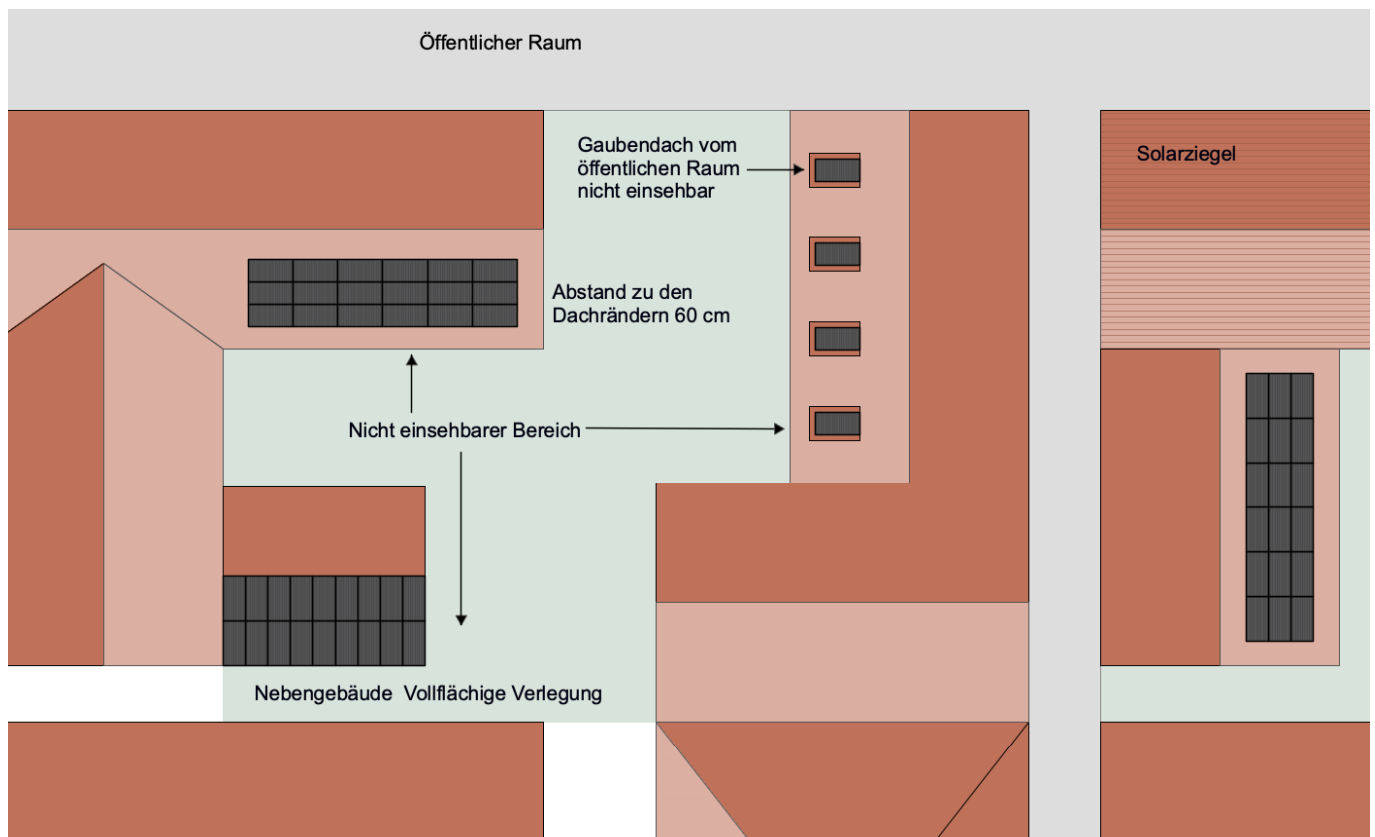 Öffentlicher Raum
Gaubendach vom
öffentlichen Raum
nicht einsehbar
Solarziegel
Abstand zu den
Dachrändern 60 cm
Nicht einsehbarer Bereich
Nebengebäude Vollflächige Verlegung